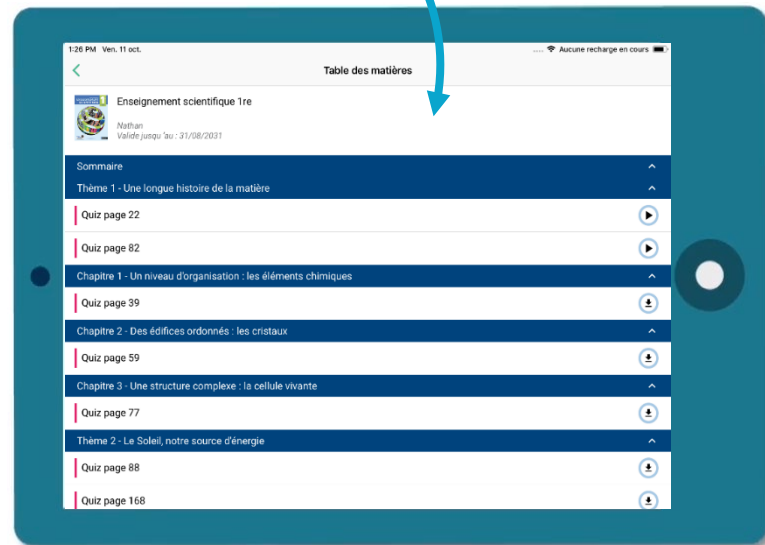 1:26 PM Ven. 11 oct.
.... Aucune recharge en cours
Table des matières
Enseignement scientifique 1re
Nathan
Valide jusqu 'au : 31/08/2031
Sommaire
Thème 1 - Une longue histoire de la matière
Quiz page 22
Quiz page 82
Chapitre 1 - Un niveau d'organisation : les éléments chimiques
Quiz page 39
Chapitre 2 - Des édifices ordonnés : les cristaux
Quiz page 59
Chapitre 3 - Une structure complexe : la cellule vivante
Quiz page 77
Thème 2 - Le Soleil, notre source d'énergie
Quiz page 88
Quiz page 168